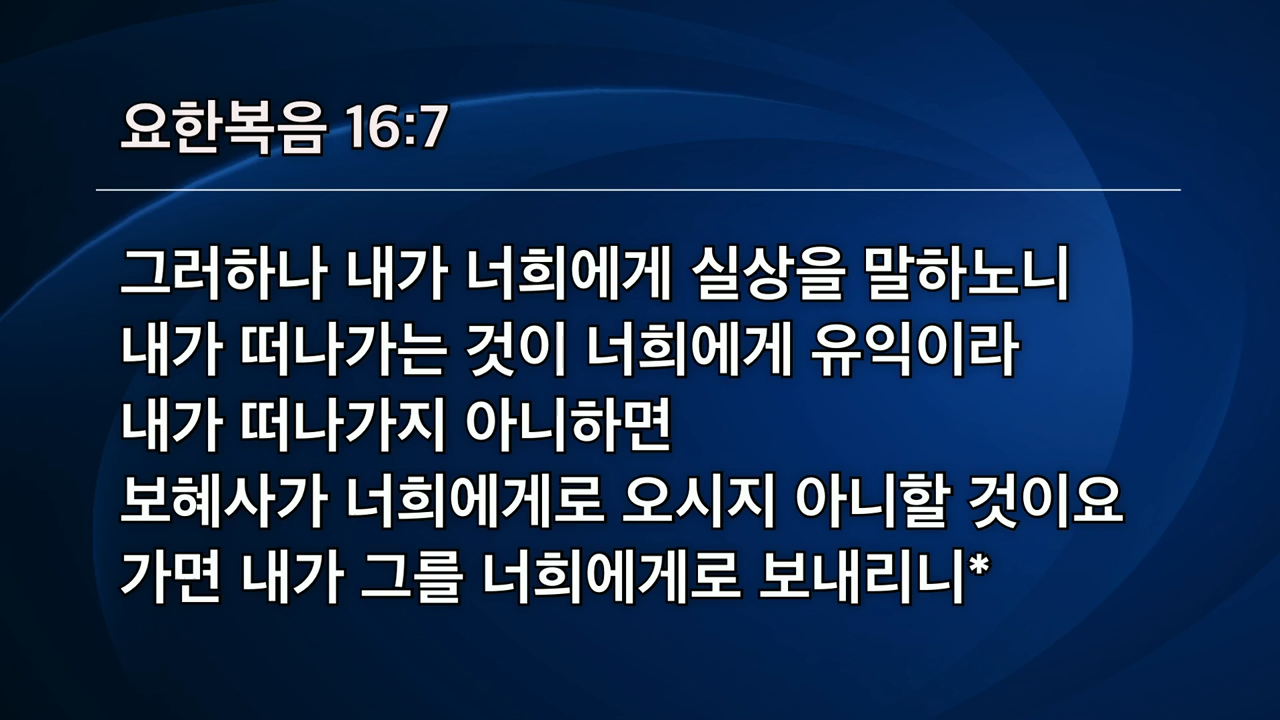 요한복음 16:7
그러하나 내가 너희에게 실상을 말하노니
내가 떠나가는 것이 너희에게 유익이라
내가 떠나가지 아니하면
보혜사가 너희에게로 오시지 아니할 것이요
가면 내가 그를 너희에게로 보내리니*